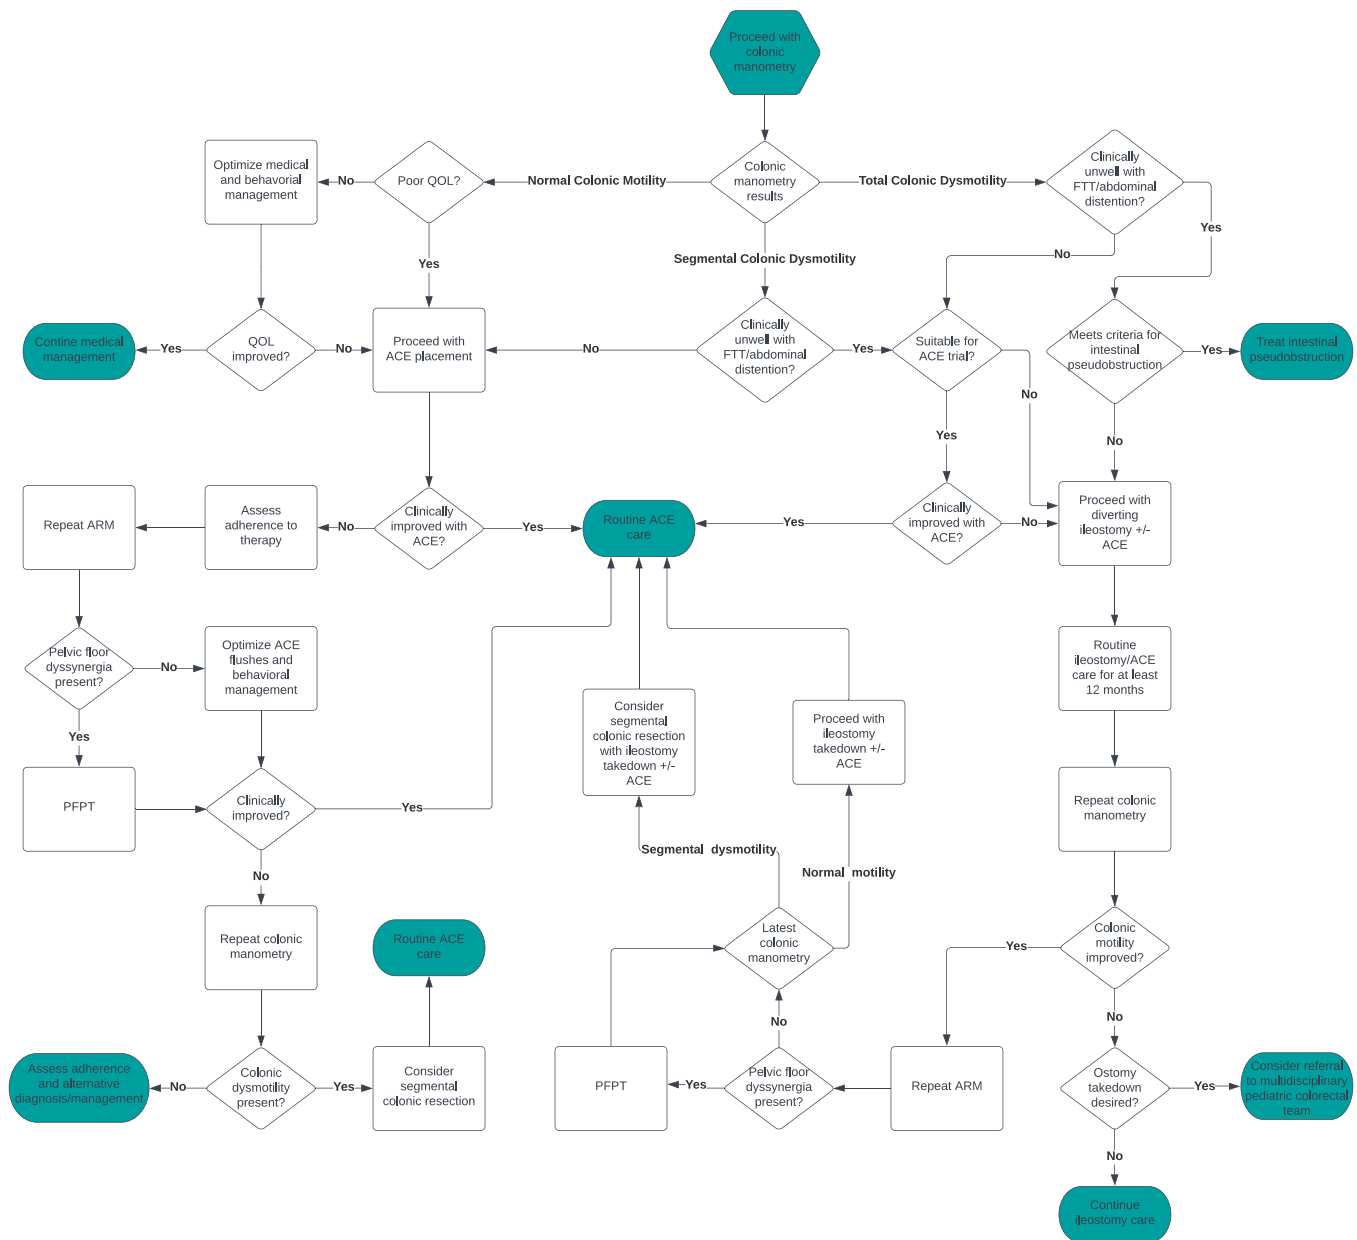 Proceed with
colonic
manometry
Optimize medical
and behavorial
management
No
Poor QOL?
Normal Colonic Motility
Colonic
manometry
results
Total Colonic Dysmotility
Clinically
unwell with
FTT/abdominal
distention?
Yes
No
Yes
Segmental Colonic Dysmotility
Contine medical
management
Yes
QOL
improved?
No
Proceed with
ACE placement
No
Clinically
unwell with
FTT/abdominal
distention?
Yes
Suitable for
ACE trial?
No
Meets criteria for
intestinal
pseudobstruction
Yes
Treat intestinal
pseudobstruction
Yes
No
Repeat ARM
Assess
adherence to
therapy
No
Clinically
improved with
ACE?
Yes
Routine ACE
care
Yes
Clinically
improved with
ACE?
No
Proceed with
diverting
ileostomy +/-
ACE
Pelvic floor
dyssynergia
present?
No
Optimize ACE
flushes and
behavioral
management
Routine
ileostomy/ACE
care for at least
12 months
Yes
Consider
segmental
colonic resection
with ileostomy
takedown +/-
ACE
Proceed with
ileostomy
takedown +/-
ACE
PFPT
Clinically
improved?
Yes
Repeat colonic
manometry
Segmental  dysmotility
Normal  motility
No
Repeat colonic
manometry
Routine ACE
care
Latest
colonic
manometry
Yes
Colonic
motility
improved?
No
No
Assess adherence
and alternative
diagnosis/management
No
Colonic
dysmotility
present?
Yes
Consider
segmental
colonic resection
PFPT
Yes
Pelvic floor
dyssynergia
present?
Repeat ARM
Ostomy
takedown
desired?
Yes
Consider referral
to multidisciplinary
pediatric colorectal
team
No
Continue
ileostomy care